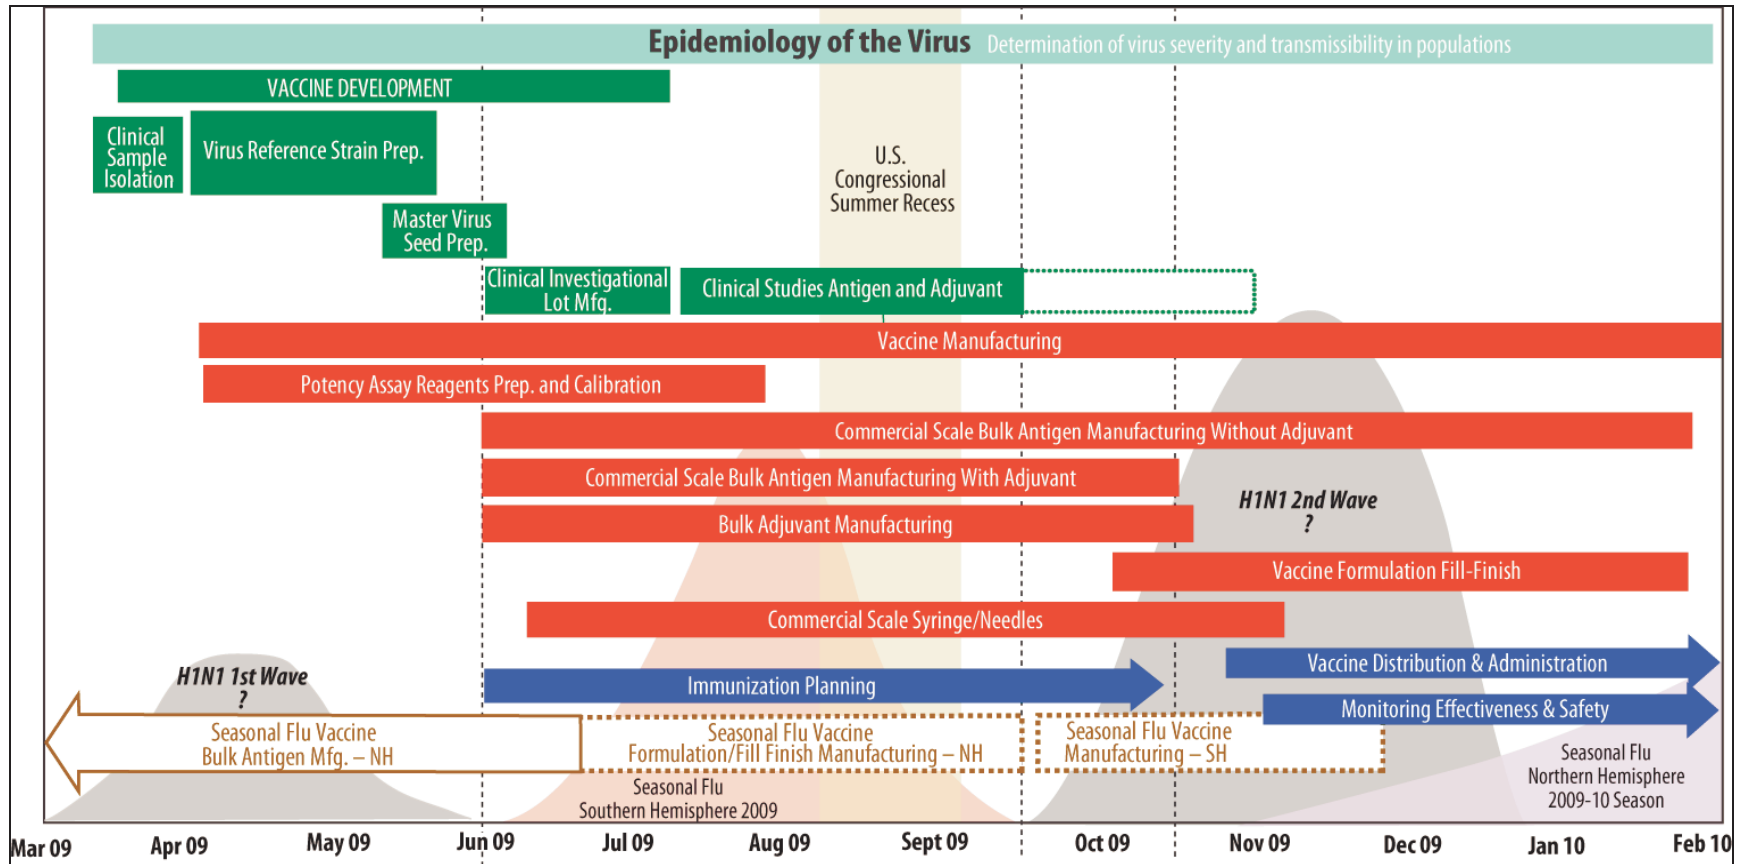 Epidemiology of the Virus Determination of virus severity and transmissibility in populations
VACCINE DEVELOPMENT
Clinical
Sample
Isolation
Virus Reference Strain Prep.
U.S.
Congressional
Summer Recess
Master Virus
Seed Prep.
Clinical Investigational
Lot Mfg.
Clinical Studies Antigen and Adjuvant
Vaccine Manufacturing
Potency Assay Reagents Prep. and Calibration
Commercial Scale Bulk Antigen Manufacturing Without Adjuvant
Commercial Scale Bulk Antigen Manufacturing With Adjuvant
H1N1 2nd Wave
?
Bulk Adjuvant Manufacturing
Vaccine Formulation Fill-Finish
Commercial Scale Syringe/Needles
Vaccine Distribution & Administration
H1N1 1st Wave
?
Immunization Planning
Monitoring Effectiveness & Safety
Seasonal Flu Vaccine
Bulk Antigen Mfg. – NH
Seasonal Flu Vaccine
Formulation/Fill Finish Manufacturing – NH
Seasonal Flu Vaccine
Manufacturing – SH
Seasonal Flu
Northern Hemisphere
2009-10 Season
Seasonal Flu
Southern Hemisphere 2009
Mar 09 Apr 09 May 09 Jun 09 Jul 09 Aug 09 Sept 09 Oct 09 Nov 09 Dec 09 Jan 10 Feb 10